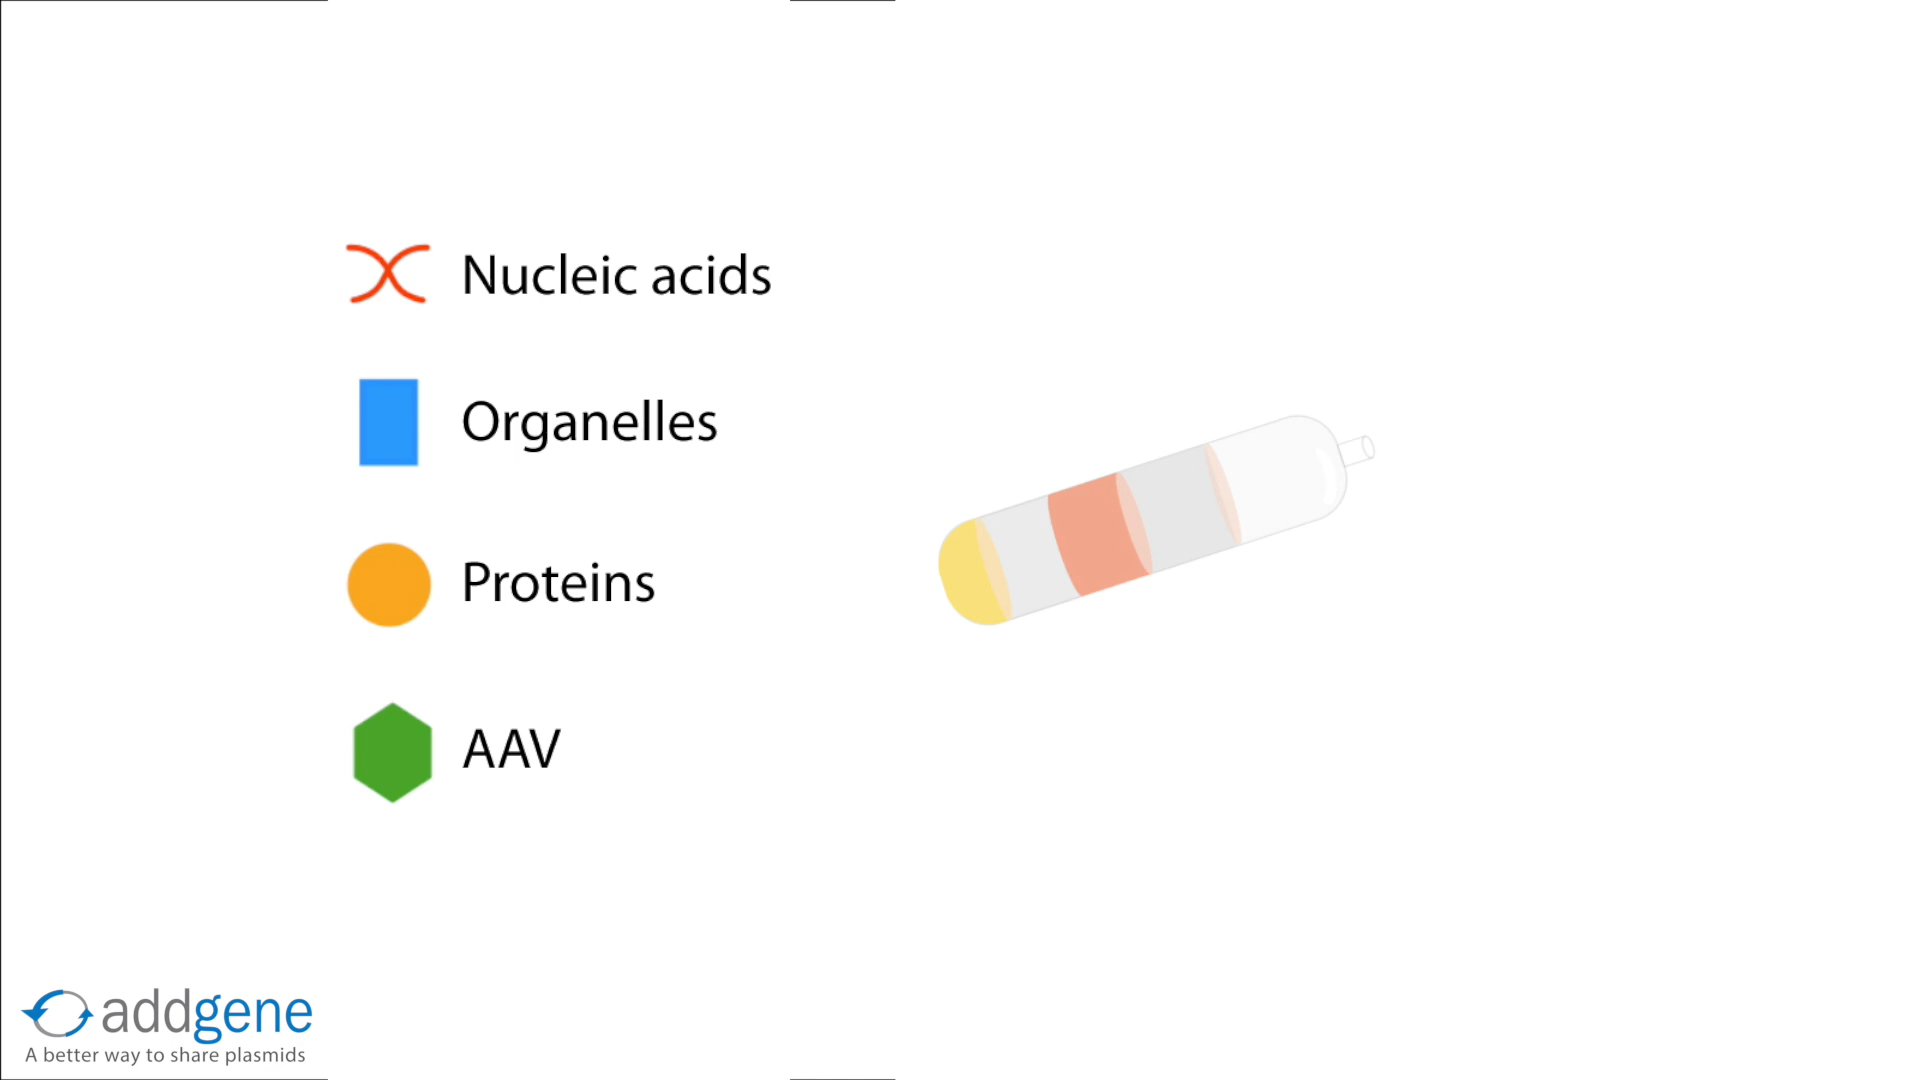 Nucleic acids
Organelles
Proteins
AAV
addgene
A better way to share plasmids